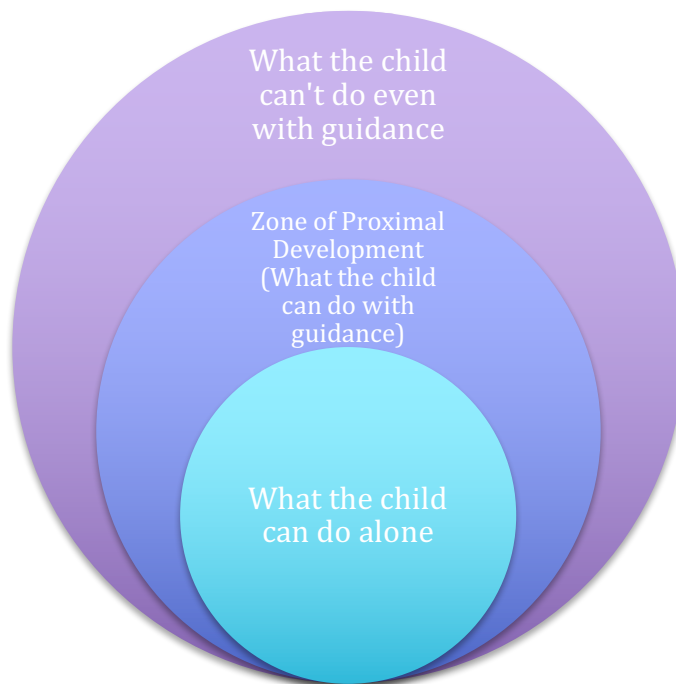 What the child
can't do even
with guidance
Zone of Proximal
Development
(What the child
can do with
guidance)
What the child
can do alone